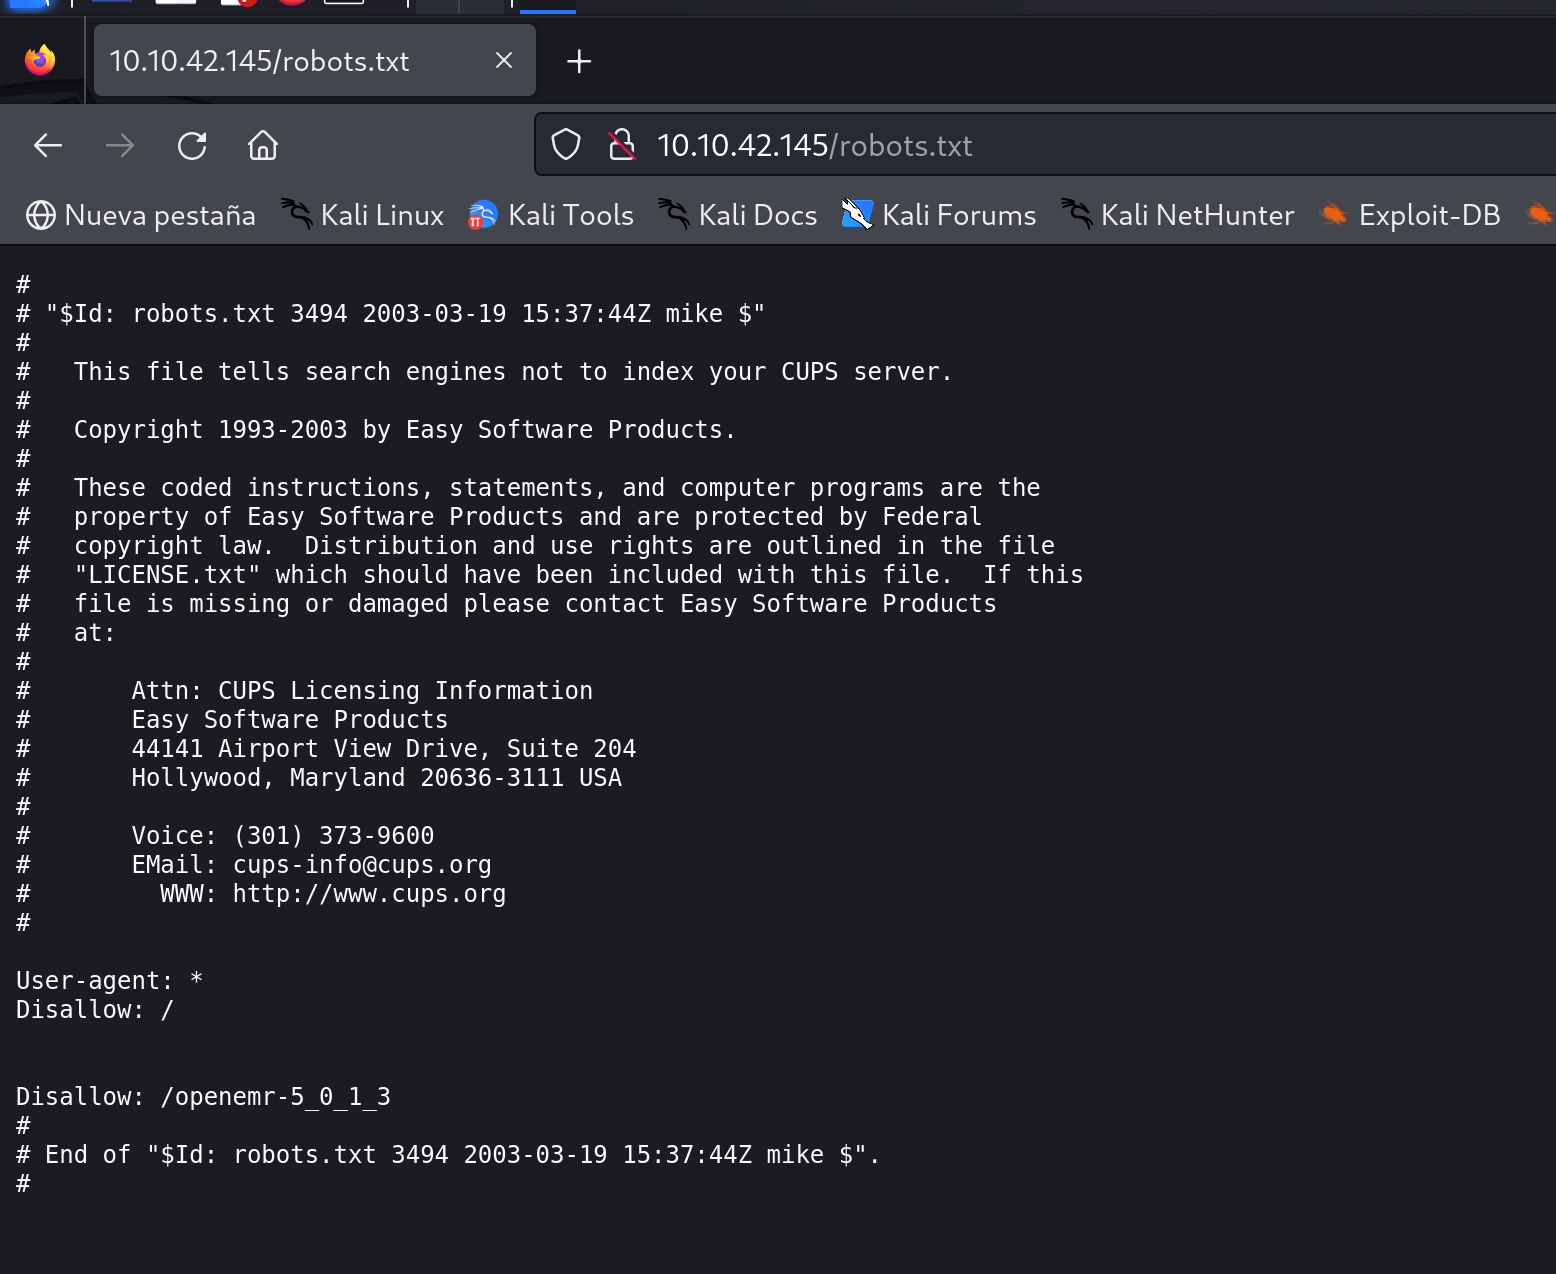 10.10.42.145/robots.txt
10.10.42.145/robots.txt
Nueva pestaña Kali Linux Kali Tools Kali Docs Kali Forums Kali NetHunter Exploit-DB
#
# "$Id: robots.txt 3494 2003-03-19 15:37:44Z mike $"
#
#   This file tells search engines not to index your CUPS server.
#
#   Copyright 1993-2003 by Easy Software Products.
#
#   These coded instructions, statements, and computer programs are the
#   property of Easy Software Products and are protected by Federal
#   copyright law.  Distribution and use rights are outlined in the file
#   "LICENSE.txt" which should have been included with this file.  If this
#   file is missing or damaged please contact Easy Software Products
#   at:
#
#       Attn: CUPS Licensing Information
#       Easy Software Products
#       44141 Airport View Drive, Suite 204
#       Hollywood, Maryland 20636-3111 USA
#
#       Voice: (301) 373-9600
#       EMail: cups-info@cups.org
#         WWW: http://www.cups.org
#
User-agent: *
Disallow: /
Disallow: /openemr-5_0_1_3
#
# End of "$Id: robots.txt 3494 2003-03-19 15:37:44Z mike $".
#